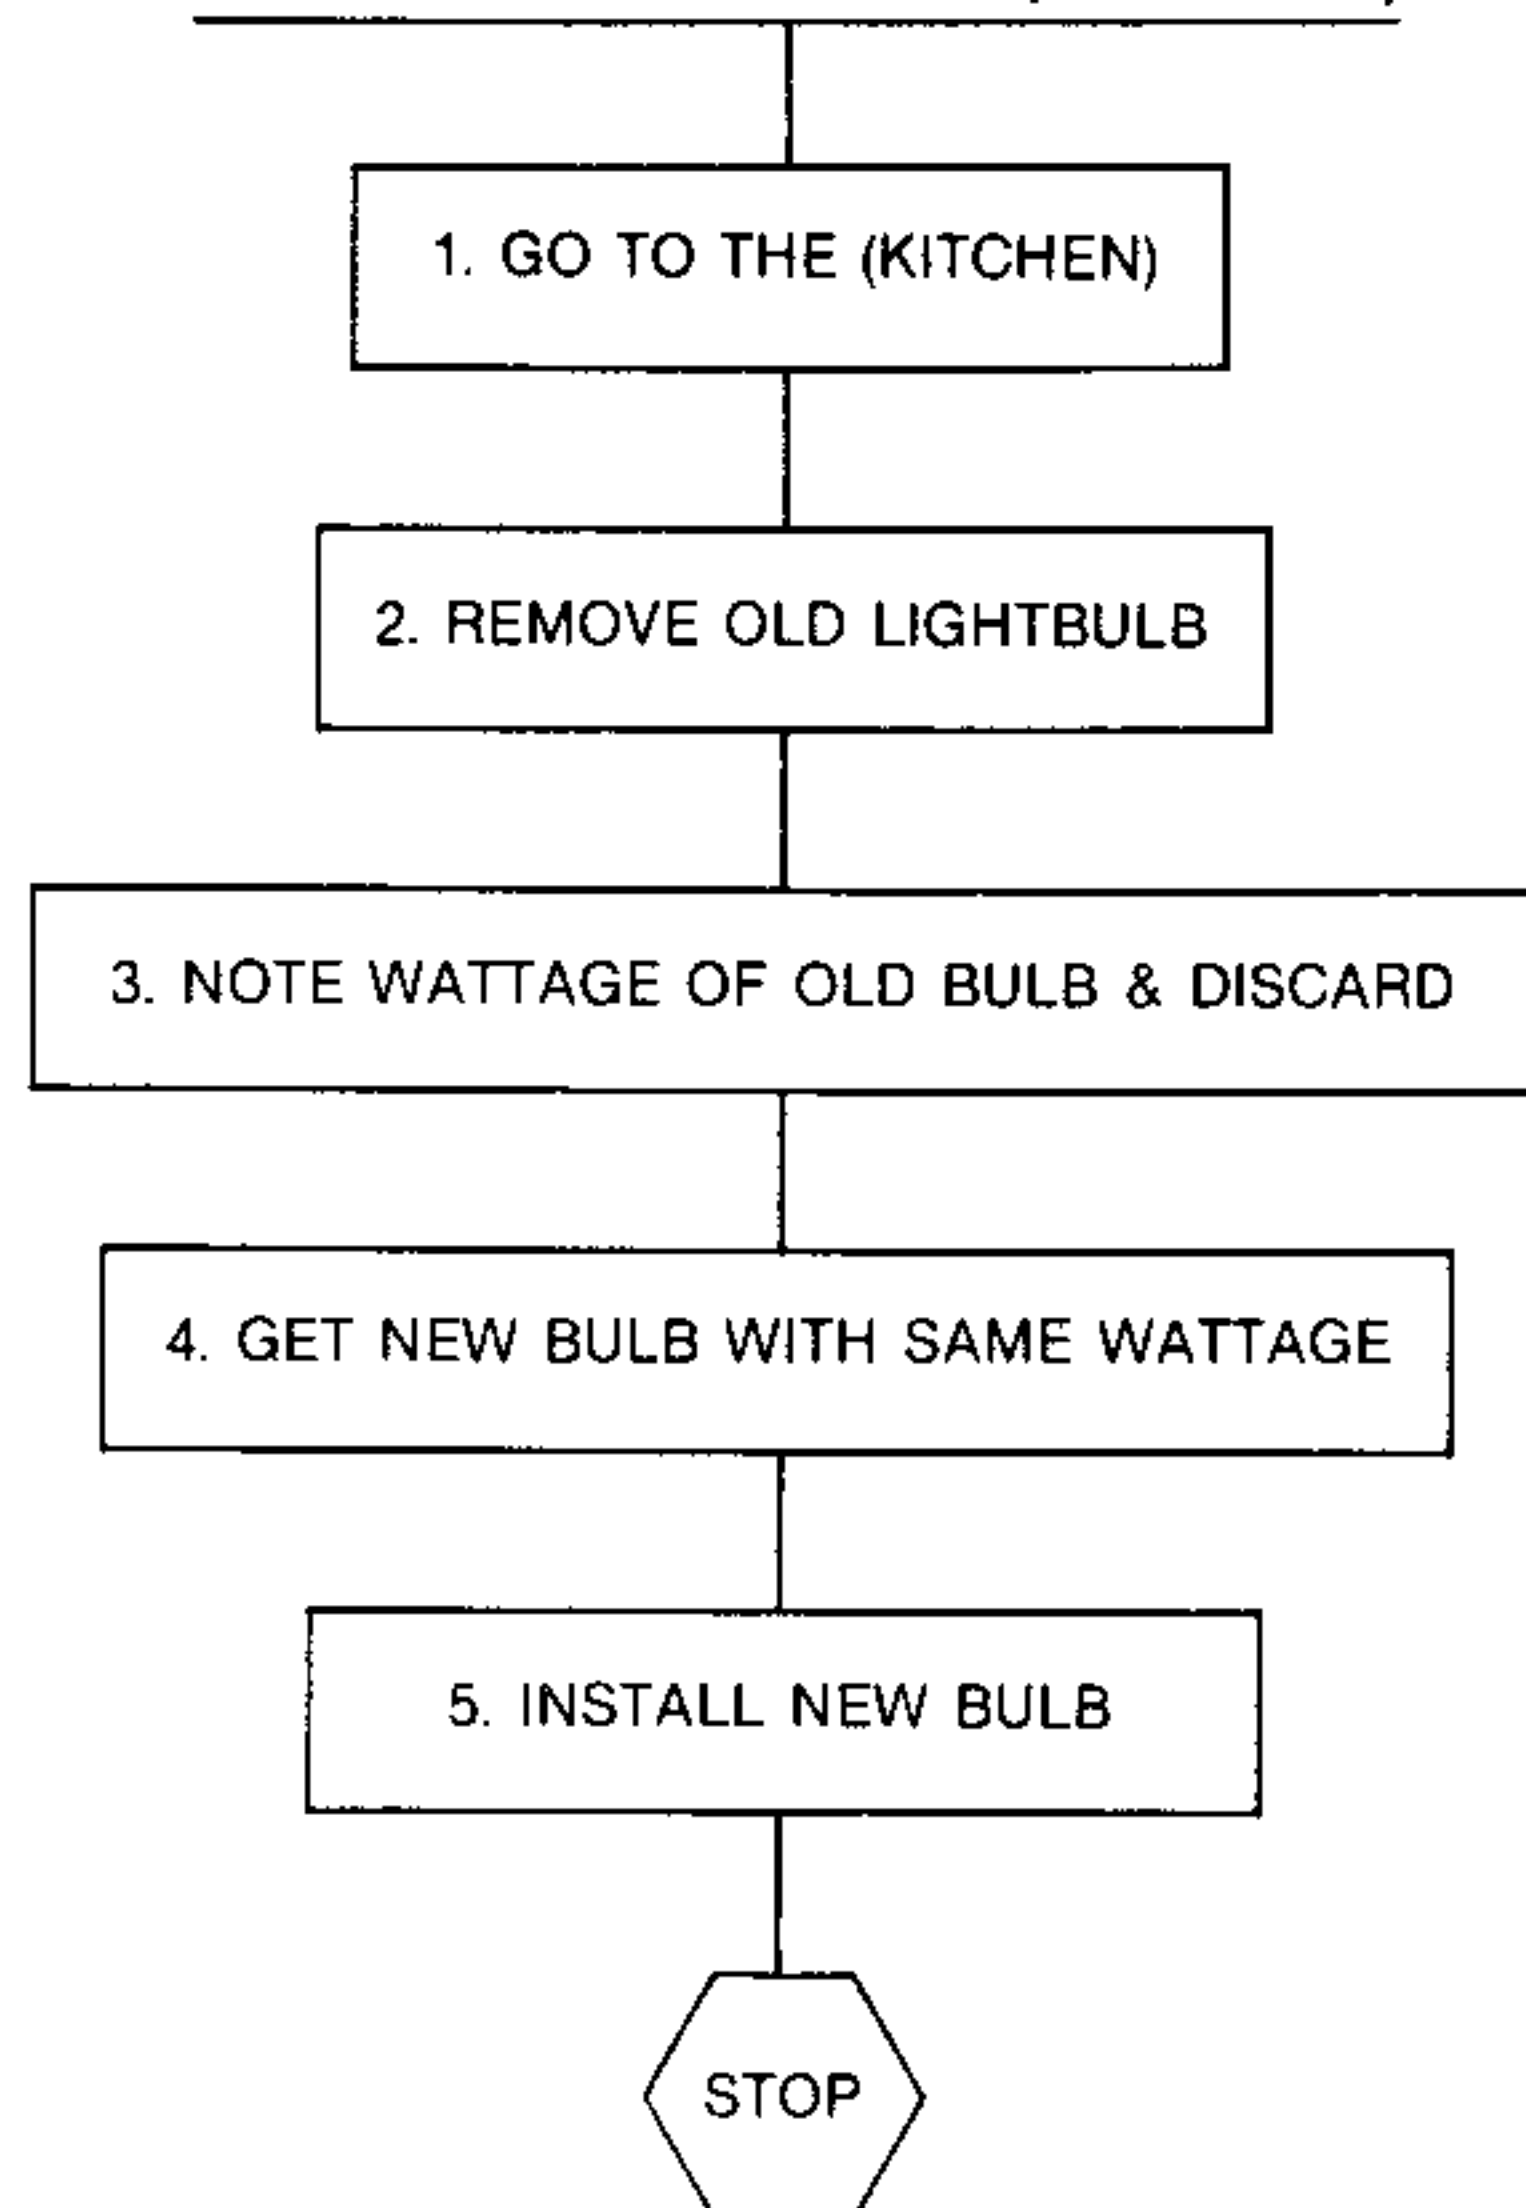 1. GO TO THE (KITCHEN)
2. REMOVE OLD LIGHTBULB
3. NOTE WATTAGE OF OLD BULB & DISCARD
4. GET NEW BULB WITH SAME WATTAGE
5. INSTALL NEW BULB
STOP